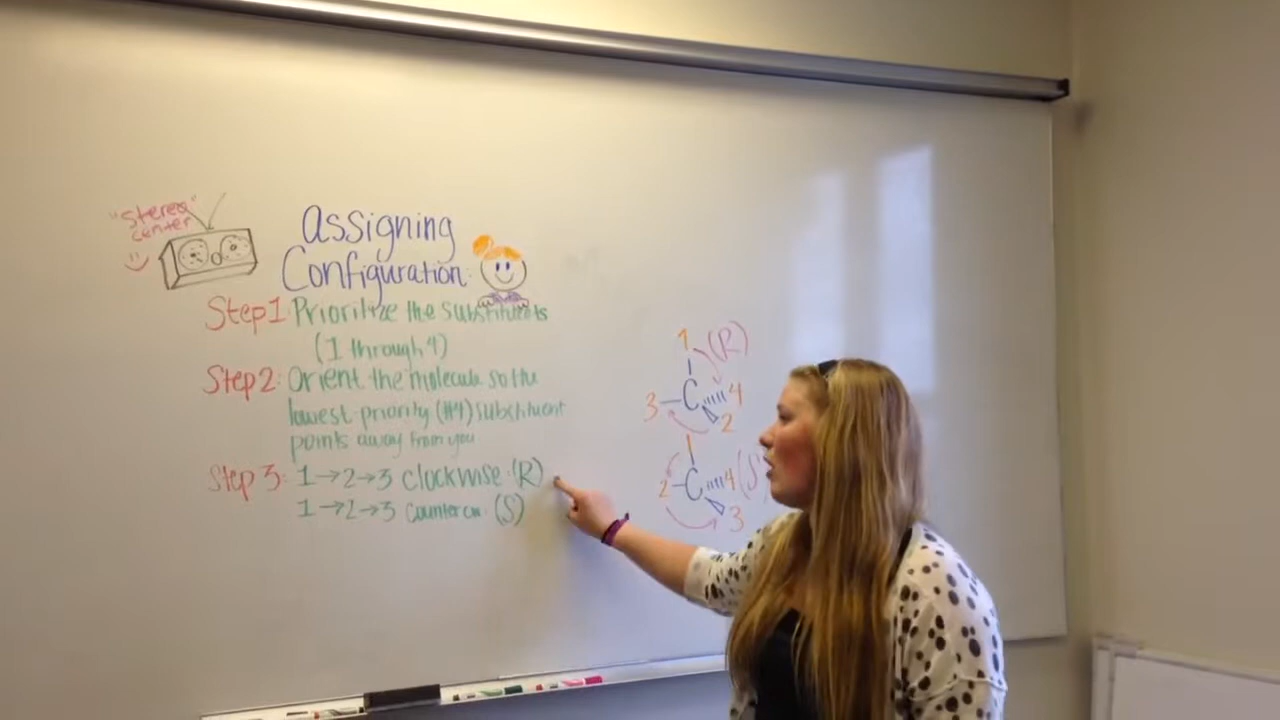 "Stereo"
center
Assigning
Configuration:
Step 1: Prioritize the substituents
(1 through 4)
Step 2: Orient the molecule so the
lowest priority (#4) substituent
points away from you
Step 3: 1→2→3 clockwise: (R)
1→2→3 counter cw: (S)
1 (R)
3 C 4
2
1
2 C 4 (S)
3